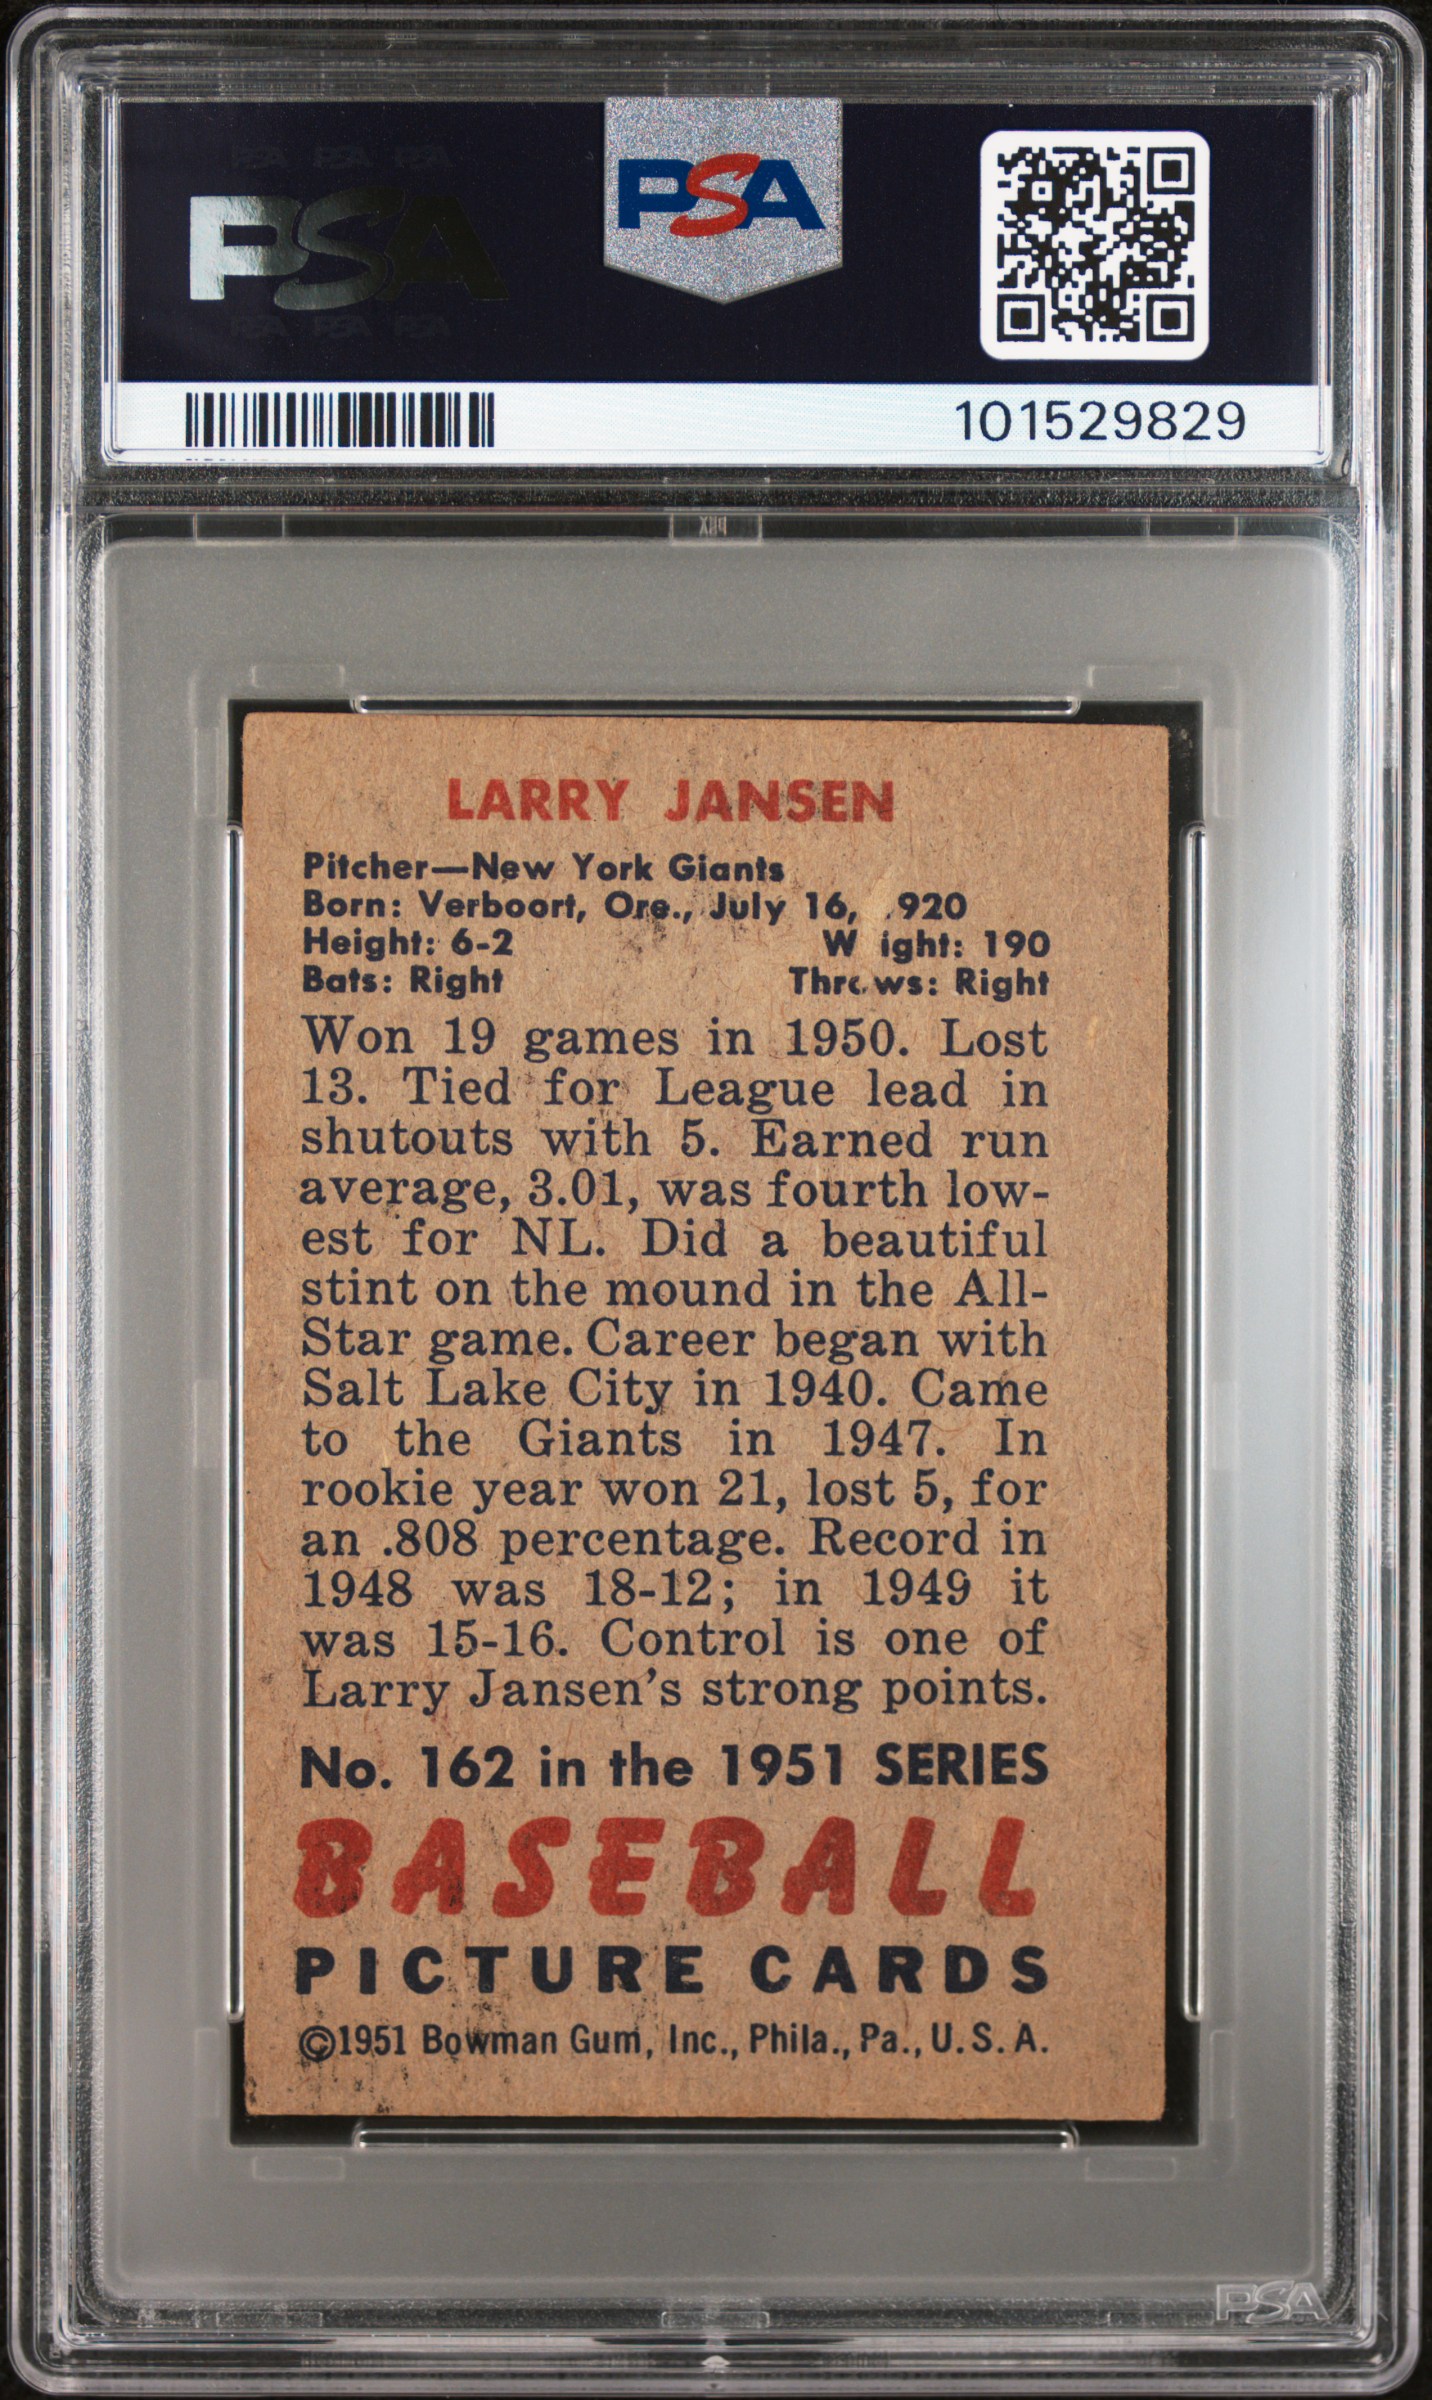 PSA
PSA
101529829
LARRY JANSEN
Pitcher—New York Giants
Born: Verboort, Ore., July 16, 920
Height: 6-2 W ight: 190
Bats: Right Throws: Right
Won 19 games in 1950. Lost
13. Tied for League lead in
shutouts with 5. Earned run
average, 3.01, was fourth low-
est for NL. Did a beautiful
stint on the mound in the All-
Star game. Career began with
Salt Lake City in 1940. Came
to the Giants in 1947. In
rookie year won 21, lost 5, for
an .808 percentage. Record in
1948 was 18-12; in 1949 it
was 15-16. Control is one of
Larry Jansen's strong points.
No. 162 in the 1951 SERIES
BASEBALL
PICTURE CARDS
©1951 Bowman Gum, Inc., Phila., Pa., U.S.A.
PSA